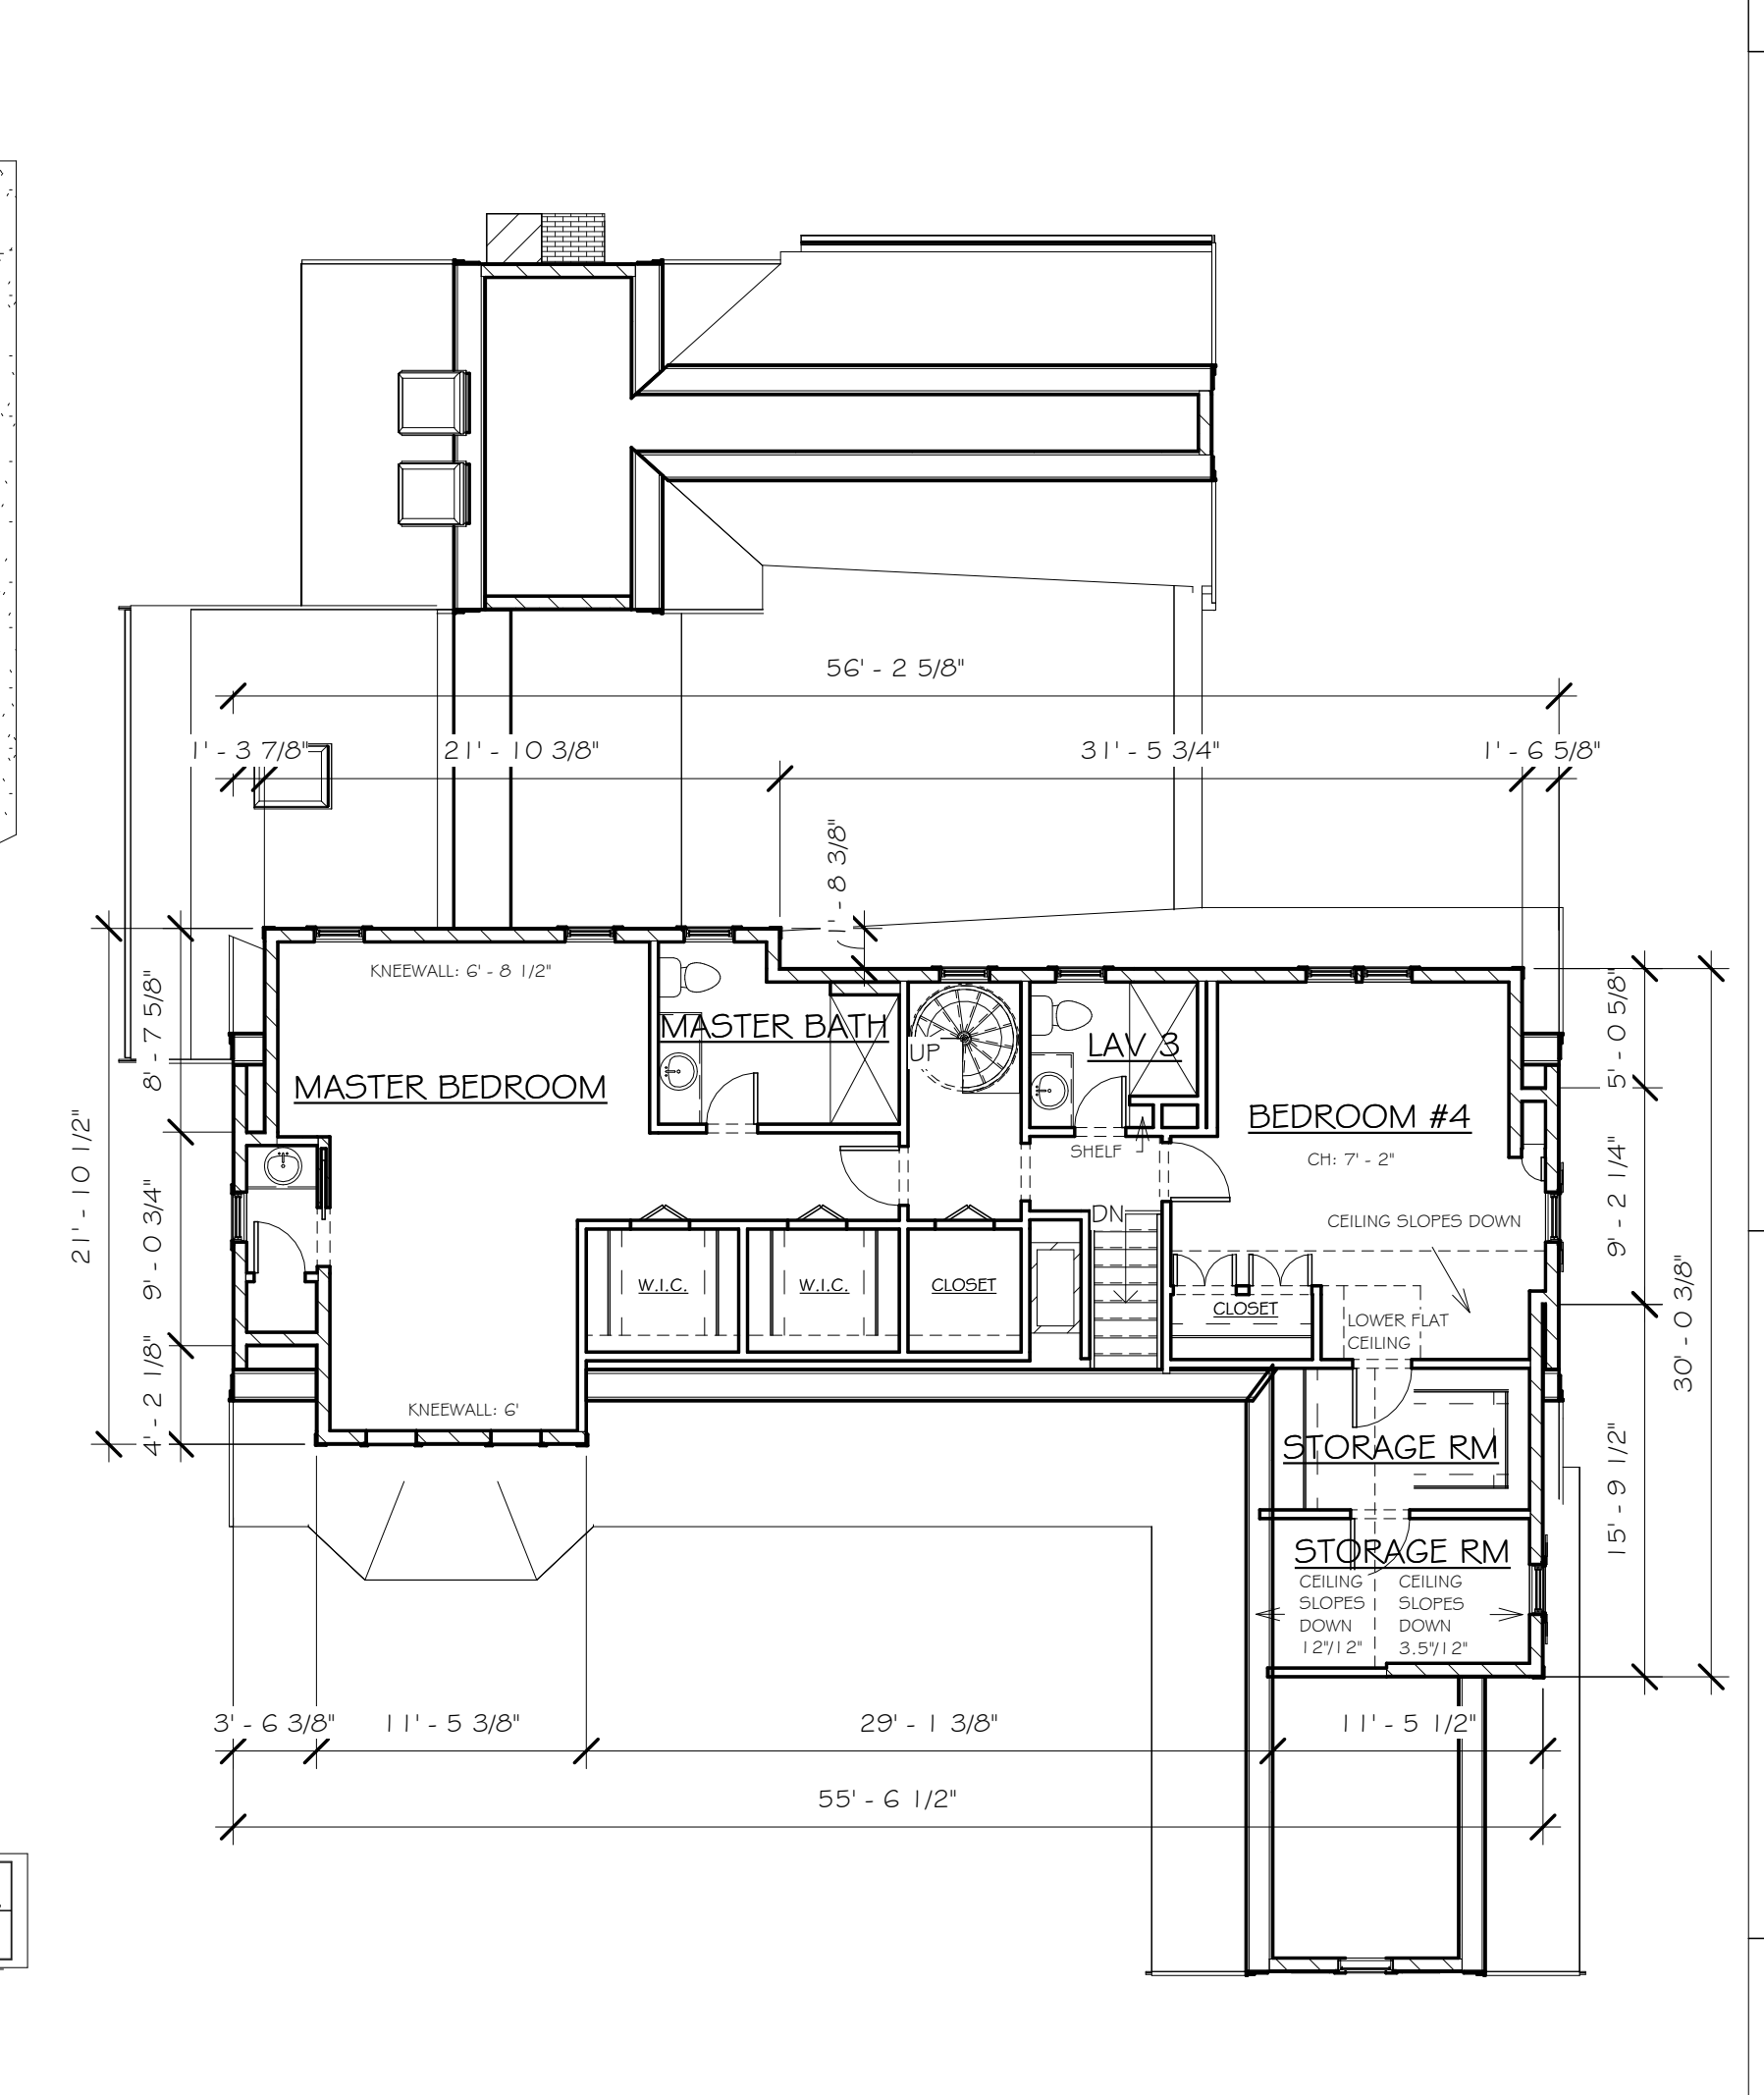 56' - 2 5/8"
1' - 3 7/8"
21' - 10 3/8"
31' - 5 3/4"
1' - 6 5/8"
1' - 8 3/8"
KNEEWALL: 6' - 8 1/2"
MASTER BATH
UP
LAV 3
MASTER BEDROOM
BEDROOM #4
SHELF
CH: 7' - 2"
DN
CEILING SLOPES DOWN
W.I.C.
W.I.C.
CLOSET
CLOSET
LOWER FLAT
CEILING
KNEEWALL: 6'
STORAGE RM
STORAGE RM
CEILING
SLOPES
DOWN
12"/12"
CEILING
SLOPES
DOWN
3.5"/12"
8' - 7 5/8"
21' - 10 1/2"
9' - 0 3/4"
4' - 2 1/8"
5' - 0 5/8"
9' - 2 1/4"
30' - 0 3/8"
15' - 9 1/2"
3' - 6 3/8"
11' - 5 3/8"
29' - 1 3/8"
11' - 5 1/2"
55' - 6 1/2"